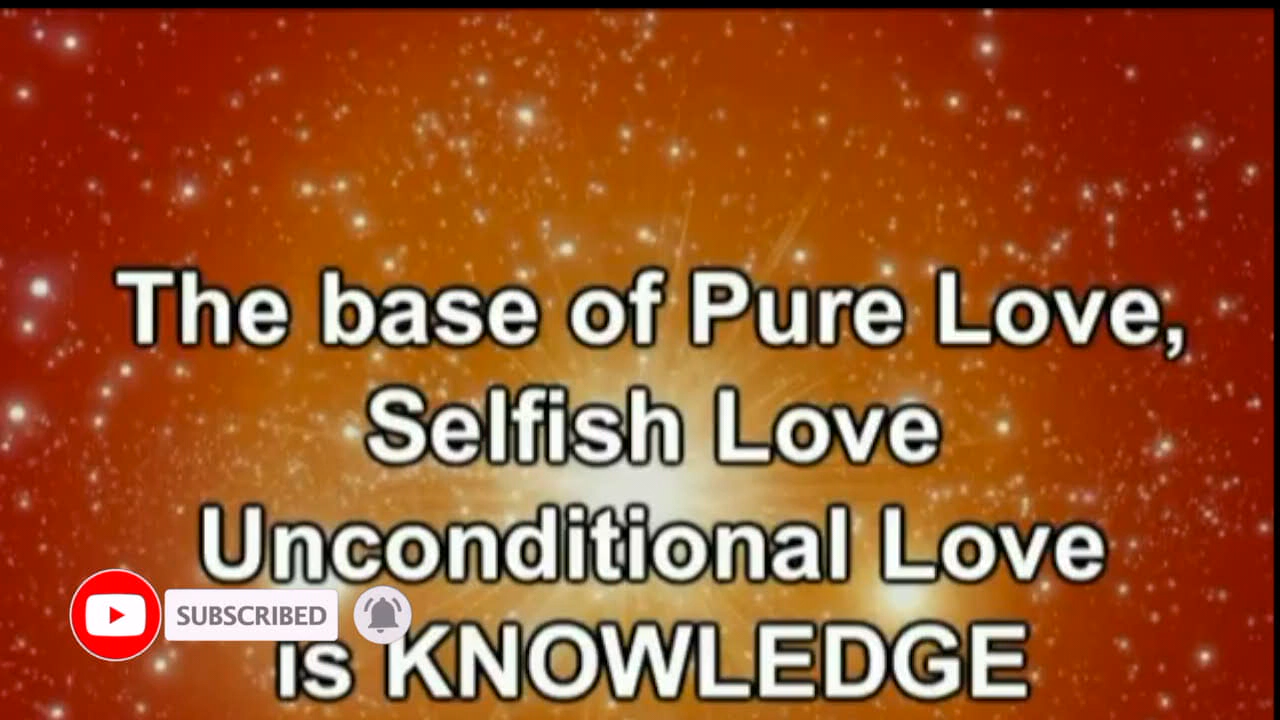 The base of Pure Love,
Selfish Love
Unconditional Love
SUBSCRIBED
is KNOWLEDGE